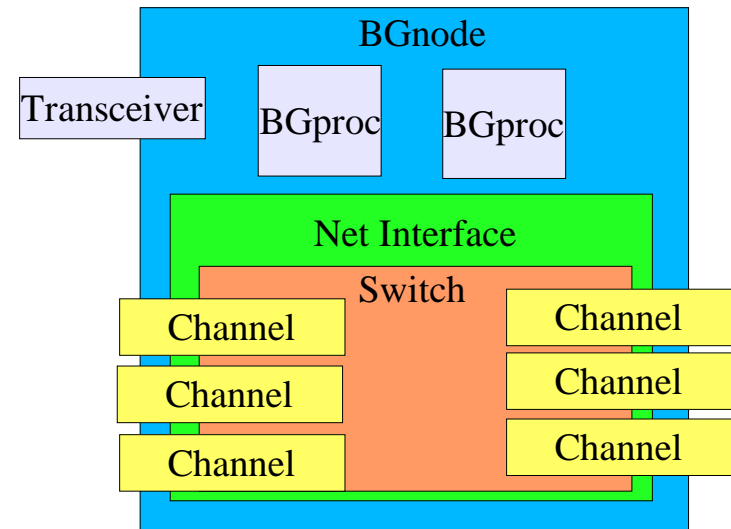 BGnode
Transceiver
BGproc
BGproc
Net Interface
Switch
Channel
Channel
Channel
Channel
Channel
Channel